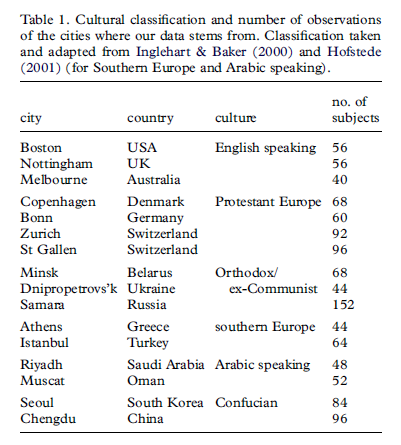 Table 1. Cultural classification and number of observations
of the cities where our data stems from. Classification taken
and adapted from Inglehart & Baker (2000) and Hofstede
(2001) (for Southern Europe and Arabic speaking).
city country culture no. of subjects
Boston USA English speaking 56
Nottingham UK 56
Melbourne Australia 40
Copenhagen Denmark Protestant Europe 68
Bonn Germany 60
Zurich Switzerland 92
St Gallen Switzerland 96
Minsk Belarus Orthodox/ 68
Dnipropetrovs'k Ukraine ex-Communist 44
Samara Russia 152
Athens Greece southern Europe 44
Istanbul Turkey 64
Riyadh Saudi Arabia Arabic speaking 48
Muscat Oman 52
Seoul South Korea Confucian 84
Chengdu China 96